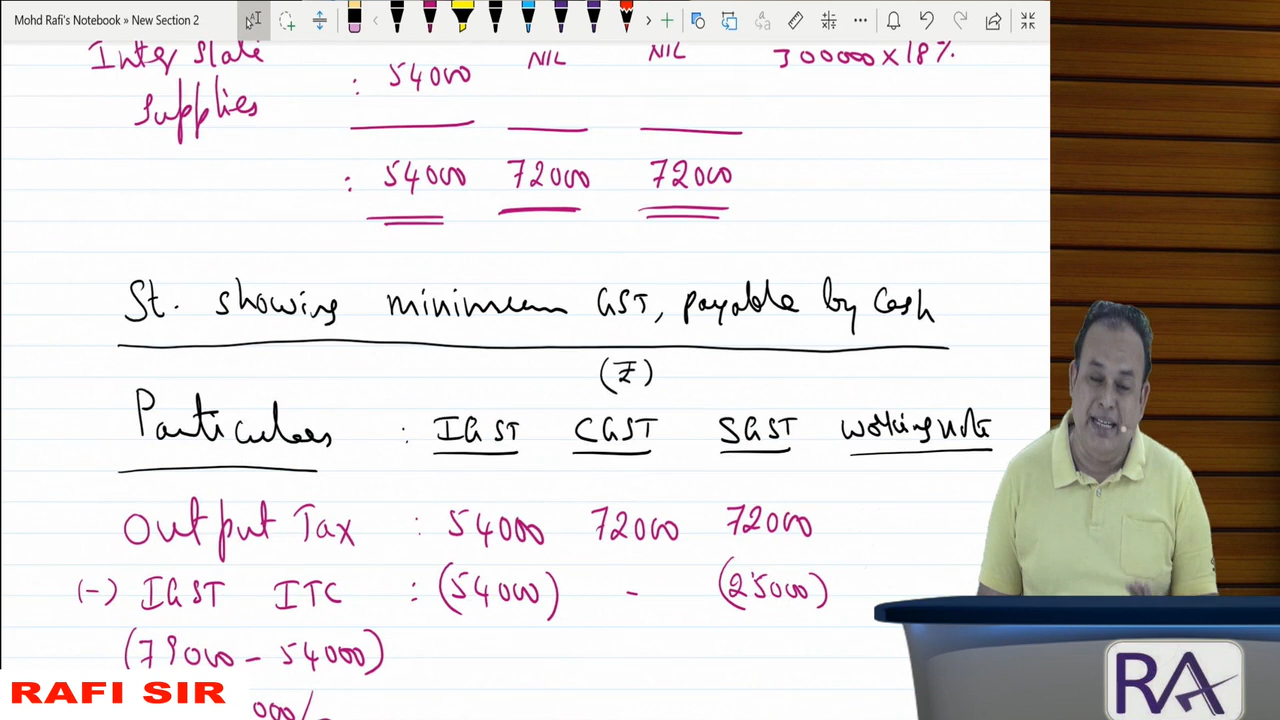 Mohd Rafi's Notebook » New Section 2
Inter State NIL NIL 300000 × 18%
Supplies : 54000
: 54000 72000 72000
St. showing minimum GST, payable by Cash
(₹)
Particulars : IGST CGST SGST Working note
Output Tax : 54000 72000 72000
(-) IGST ITC : (54000) - (25000)
(79000 - 54000)
000/
RAFI SIR
RA